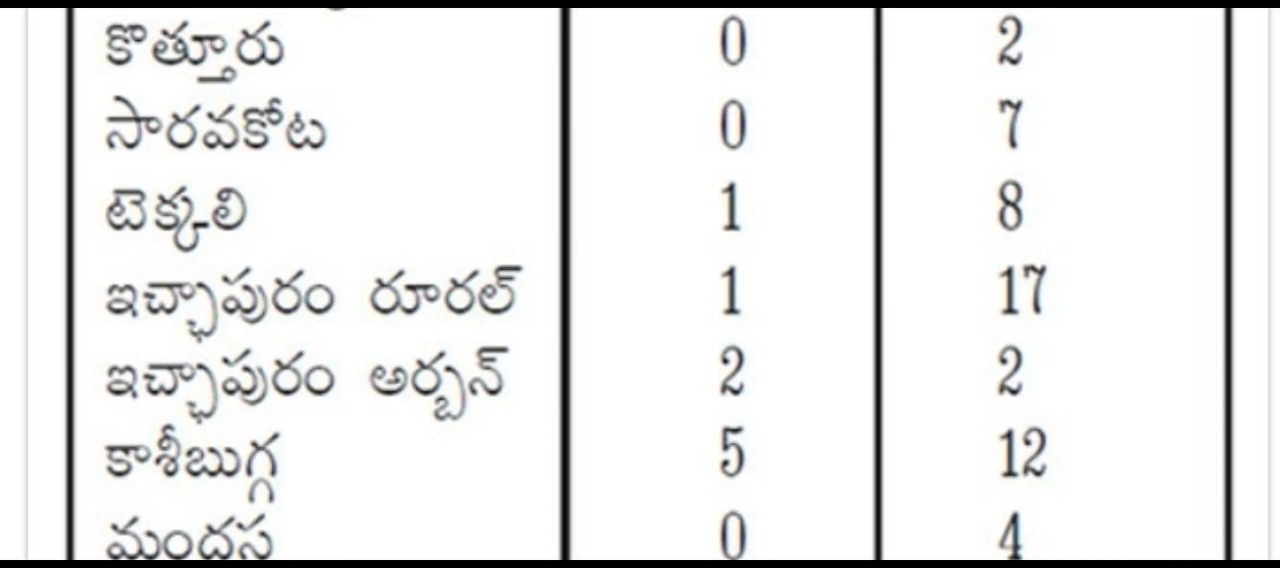 కొత్తూరు 0 2
సారవకోట 0 7
టెక్కలి 1 8
ఇచ్ఛాపురం రూరల్ 1 17
ఇచ్ఛాపురం అర్బన్ 2 2
కాశీబుగ్గ 5 12
మందస 0 4